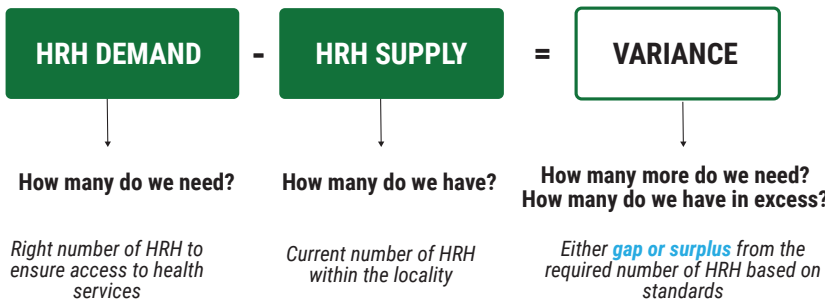 HRH DEMAND - HRH SUPPLY = VARIANCE
How many do we need?
Right number of HRH to
ensure access to health
services
How many do we have?
Current number of HRH
within the locality
How many more do we need?
How many do we have in excess?
Either gap or surplus from the
required number of HRH based on
standards